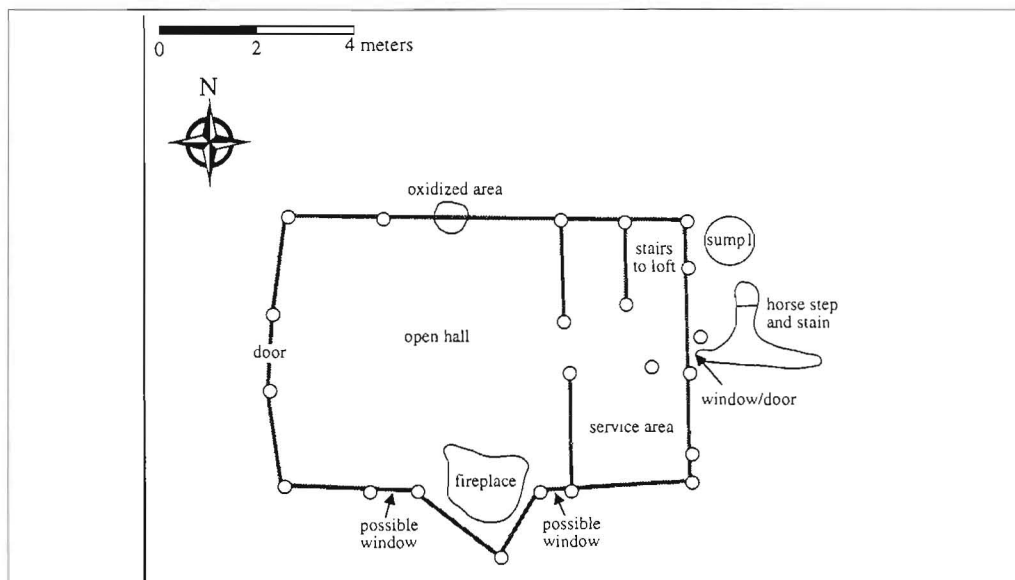 0 2 4 meters
N
oxidized area
sump1
stairs
to loft
horse step
and stain
open hall
door
window/door
service area
fireplace
possible
window
possible
window